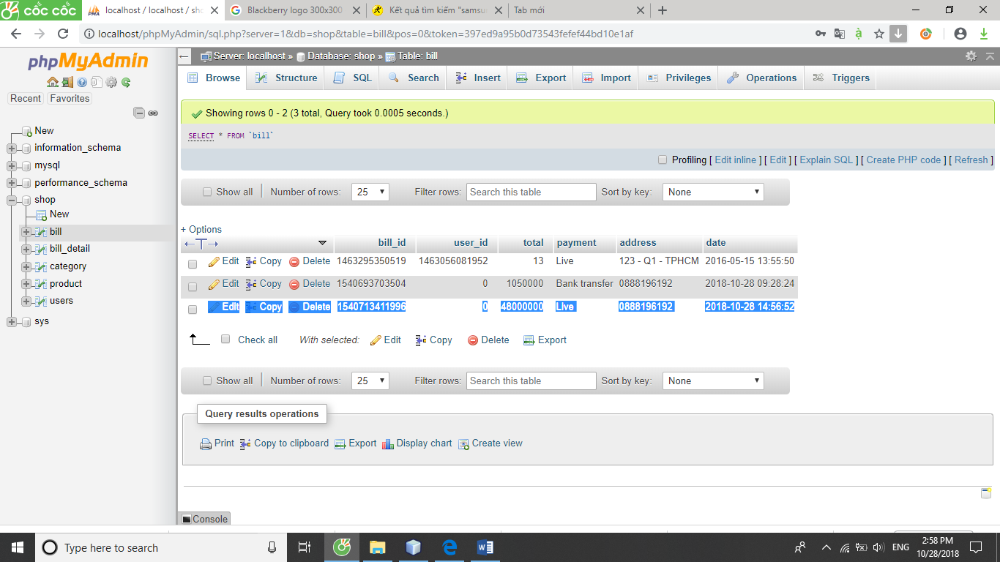 cốc cốc localhost / localhost / sho Blackberry logo 300x300 Kết quả tìm kiếm "samsu Tab mới
localhost/phpMyAdmin/sql.php?server=1&db=shop&table=bill&pos=0&token=397ed9a95b0d73543fefef44bd10e1af
phpMyAdmin
Recent Favorites
New
information_schema
mysql
performance_schema
shop
New
bill
bill_detail
category
product
users
sys
Server: localhost » Database: shop » Table: bill
Browse Structure SQL Search Insert Export Import Privileges Operations Triggers
Showing rows 0 - 2 (3 total, Query took 0.0005 seconds.)
SELECT * FROM `bill`
Profiling [ Edit inline ] [ Edit ] [ Explain SQL ] [ Create PHP code ] [ Refresh ]
Show all Number of rows: 25 Filter rows: Search this table Sort by key: None
+ Options
bill_id user_id total payment address date
Edit Copy Delete 1463295350519 1463056081952 13 Live 123 - Q1 - TPHCM 2016-05-15 13:55:50
Edit Copy Delete 1540693703504 0 1050000 Bank transfer 0888196192 2018-10-28 09:28:24
Edit Copy Delete 1540713411996 0 48000000 Live 0888196192 2018-10-28 14:56:52
Check all With selected: Edit Copy Delete Export
Show all Number of rows: 25 Filter rows: Search this table Sort by key: None
Query results operations
Print Copy to clipboard Export Display chart Create view
Console
Type here to search
ENG
2:58 PM
10/28/2018